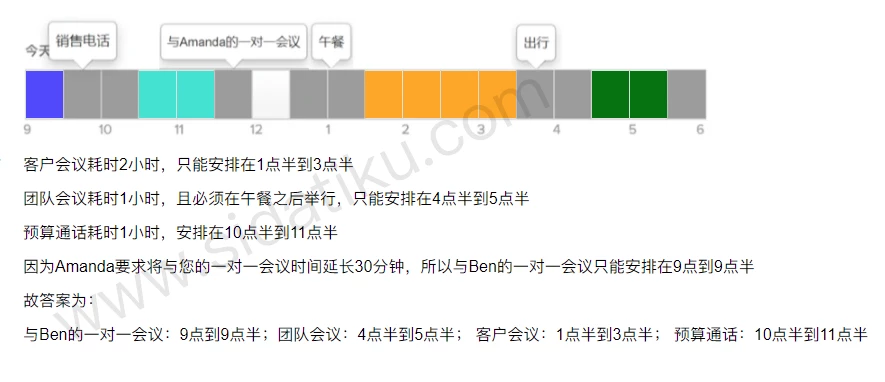 今天
销售电话
与Amanda的一对一会议
午餐
出行
9 10 11 12 1 2 3 4 5 6
客户会议耗时2小时，只能安排在1点半到3点半
团队会议耗时1小时，且必须在午餐之后举行，只能安排在4点半到5点半
预算通话耗时1小时，安排在10点半到11点半
因为Amanda要求将与您的一对一会议时间延长30分钟，所以与Ben的一对一会议只能安排在9点到9点半
故答案为：
与Ben的一对一会议：9点到9点半；团队会议：4点半到5点半； 客户会议：1点半到3点半； 预算通话：10点半到11点半
www.sidatiku.com